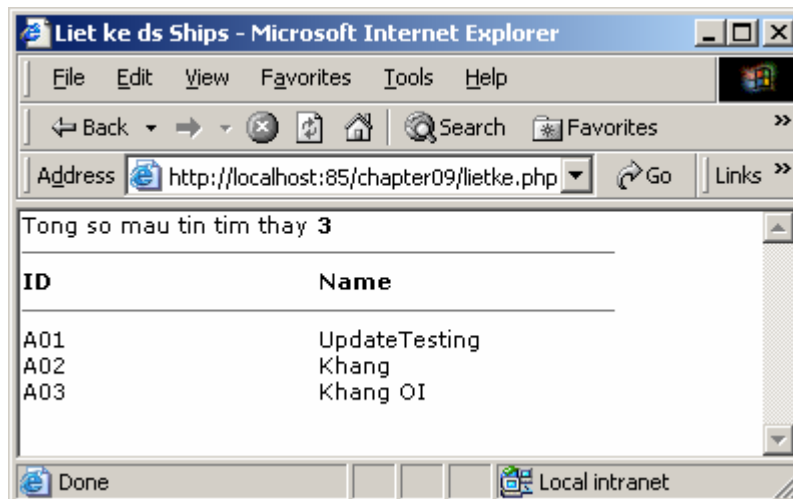 Liet ke ds Ships - Microsoft Internet Explorer
File Edit View Favorites Tools Help
Back Search Favorites »
Address http://localhost:85/chapter09/lietke.php Go Links »
Tong so mau tin tim thay 3
ID Name
A01 UpdateTesting
A02 Khang
A03 Khang OI
Done Local intranet